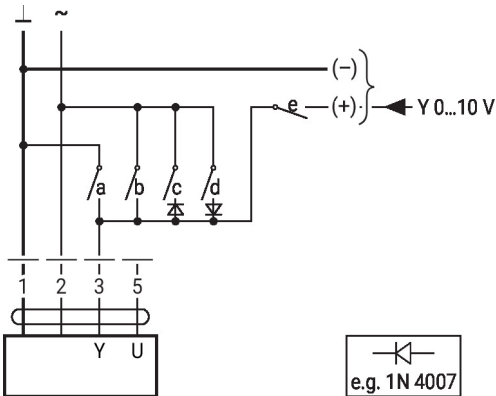 ⊥ ~
(–)
e (+) Y 0...10 V
a b c d
1 2 3 5
Y U
e.g. 1N 4007